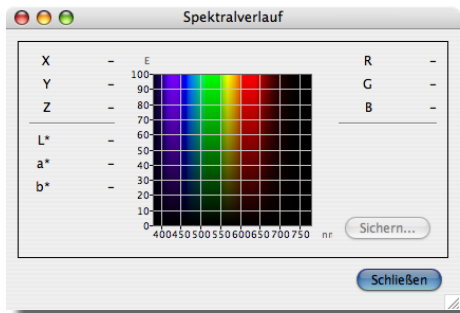 Spektralverlauf
X –
Y –
Z –
L* –
a* –
b* –
E
100
90
80
70
60
50
40
30
20
10
0
400 450 500 550 600 650 700 750 nr
R –
G –
B –
Sichern...
Schließen